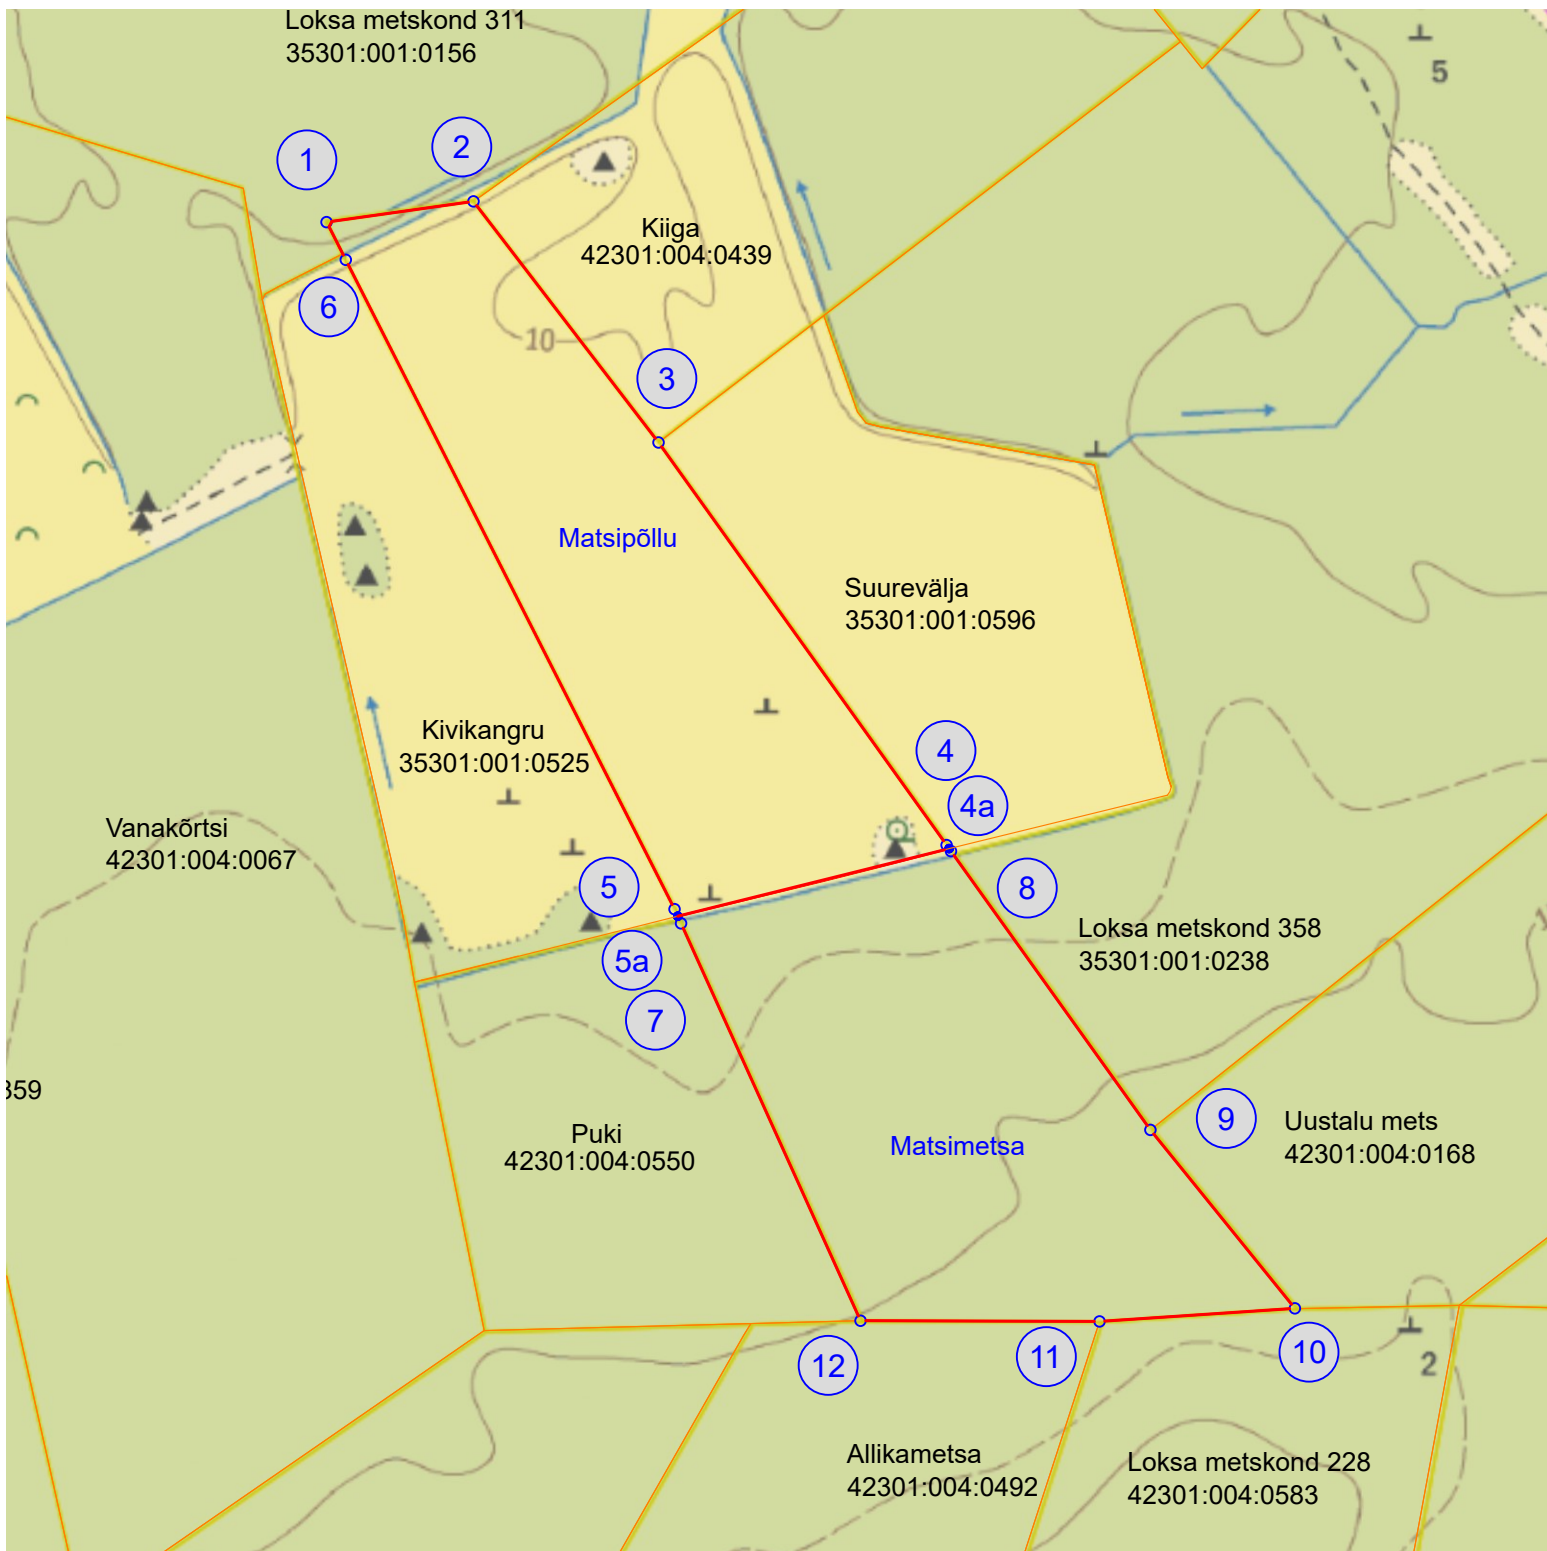 Loksa metskond 311
35301:001:0156
5
1
2
Kiiga
42301:004:0439
6
10
3
Matsipõllu
Suurevälja
35301:001:0596
Kivikangru
35301:001:0525
4
4a
Vanakõrtsi
42301:004:0067
5
8
Loksa metskond 358
35301:001:0238
5a
7
359
9
Uustalu mets
42301:004:0168
Puki
42301:004:0550
Matsimetsa
12
11
10
2
Allikametsa
42301:004:0492
Loksa metskond 228
42301:004:0583